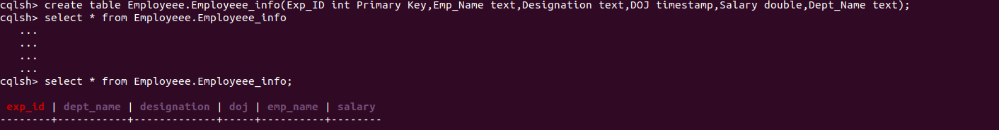 cqlsh> create table Employeee.Employeee_info(Exp_ID int Primary Key,Emp_Name text,Designation text,DOJ timestamp,Salary double,Dept_Name text);
cqlsh> select * from Employeee.Employeee_info
   ...
   ...
   ...
   ...
cqlsh> select * from Employeee.Employeee_info;
 exp_id | dept_name | designation | doj | emp_name | salary
--------+-----------+-------------+-----+----------+--------